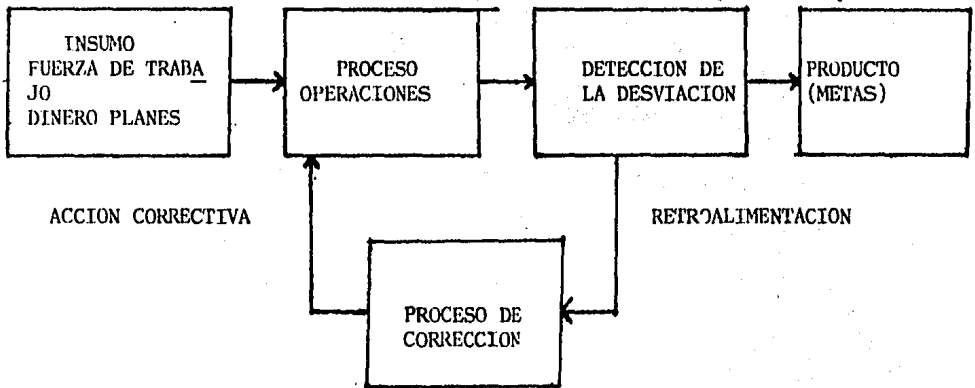 INSUMO
FUERZA DE TRABA
JO
DINERO PLANES
PROCESO
OPERACIONES
DETECCION DE
LA DESVIACION
PRODUCTO
(METAS)
ACCION CORRECTIVA
RETROALIMENTACION
PROCESO DE
CORRECCION